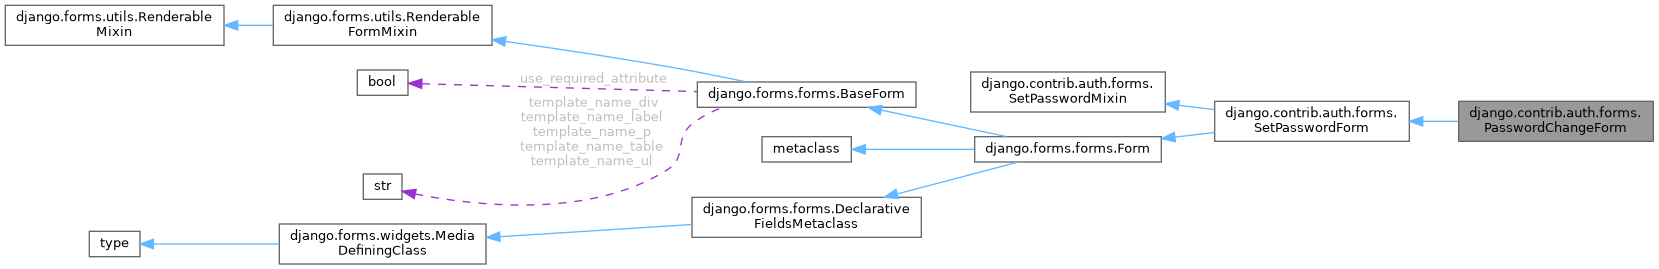 django.forms.utils.Renderable
Mixin
django.forms.utils.Renderable
FormMixin
bool
use_required_attribute
django.forms.forms.BaseForm
django.contrib.auth.forms.
SetPasswordMixin
django.contrib.auth.forms.
SetPasswordForm
django.contrib.auth.forms.
PasswordChangeForm
template_name_div
template_name_label
template_name_p
template_name_table
template_name_ul
metaclass
django.forms.forms.Form
str
django.forms.forms.Declarative
FieldsMetaclass
type
django.forms.widgets.Media
DefiningClass